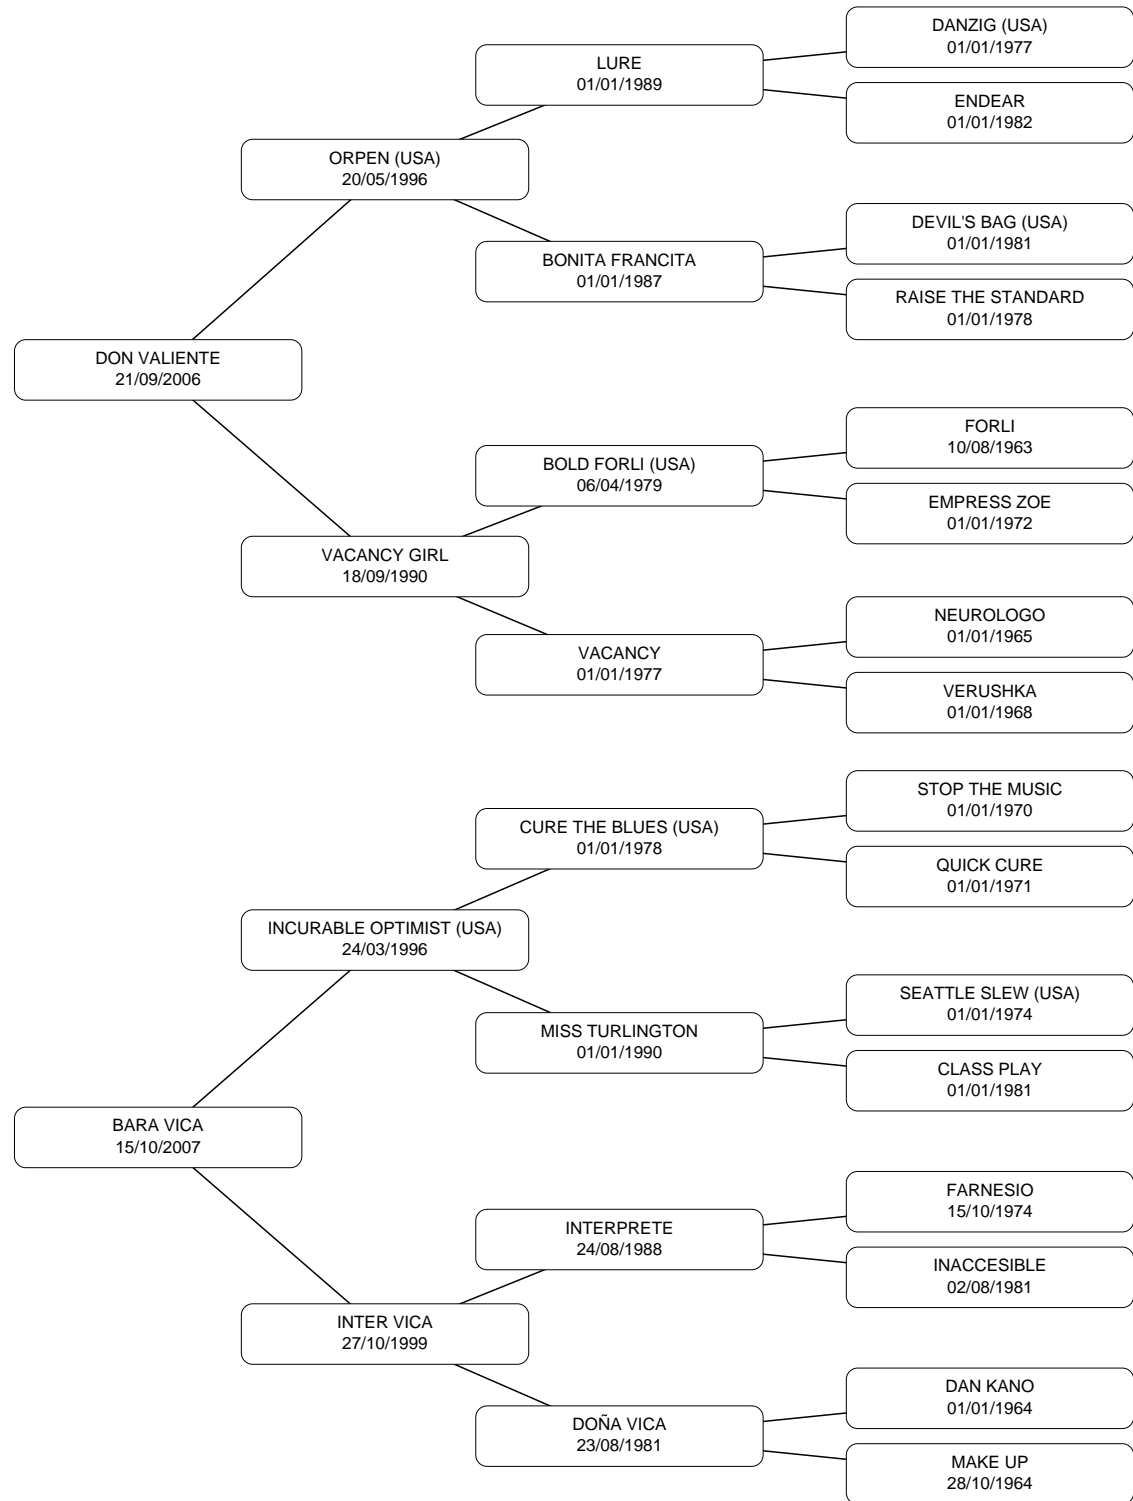 DANZIG (USA)
01/01/1977
LURE
01/01/1989
ENDEAR
01/01/1982
ORPEN (USA)
20/05/1996
DEVIL'S BAG (USA)
01/01/1981
BONITA FRANCITA
01/01/1987
RAISE THE STANDARD
01/01/1978
DON VALIENTE
21/09/2006
FORLI
10/08/1963
BOLD FORLI (USA)
06/04/1979
EMPRESS ZOE
01/01/1972
VACANCY GIRL
18/09/1990
NEUROLOGO
01/01/1965
VACANCY
01/01/1977
VERUSHKA
01/01/1968
STOP THE MUSIC
01/01/1970
CURE THE BLUES (USA)
01/01/1978
QUICK CURE
01/01/1971
INCURABLE OPTIMIST (USA)
24/03/1996
SEATTLE SLEW (USA)
01/01/1974
MISS TURLINGTON
01/01/1990
CLASS PLAY
01/01/1981
BARA VICA
15/10/2007
FARNESIO
15/10/1974
INTERPRETE
24/08/1988
INACCESIBLE
02/08/1981
INTER VICA
27/10/1999
DAN KANO
01/01/1964
DOÑA VICA
23/08/1981
MAKE UP
28/10/1964